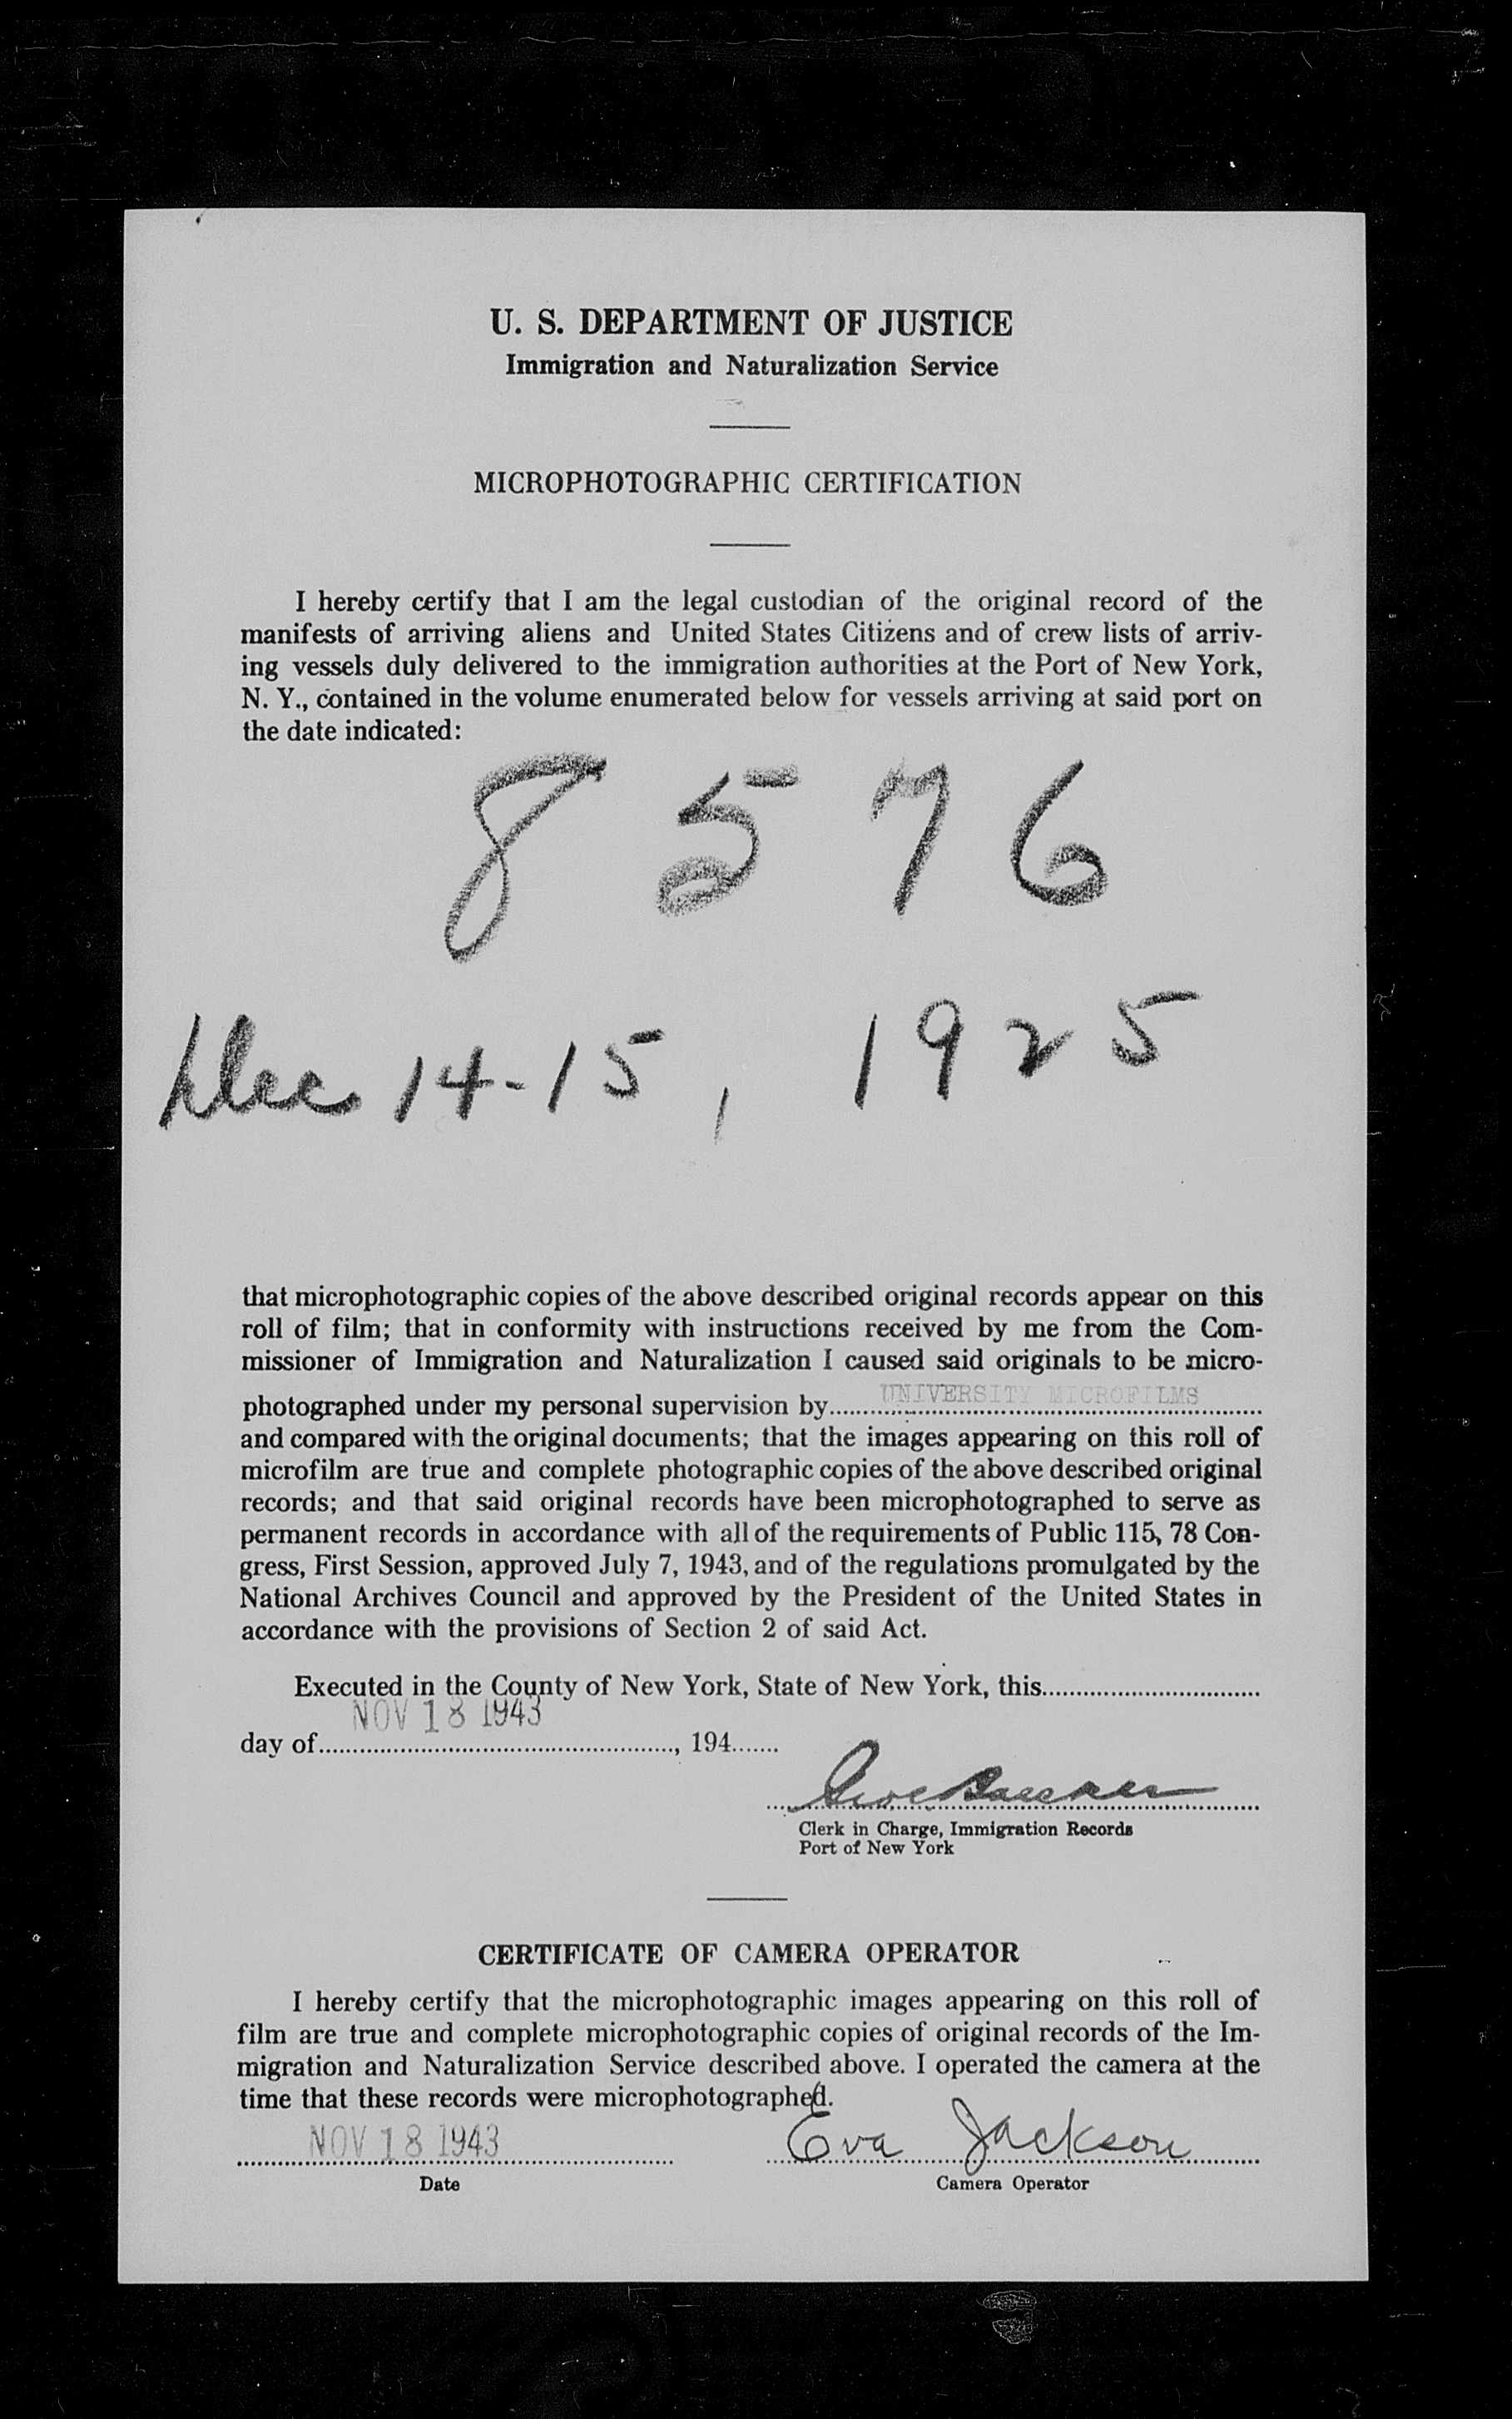 U. S. DEPARTMENT OF JUSTICE
Immigration and Naturalization Service
MICROPHOTOGRAPHIC CERTIFICATION
I hereby certify that I am the legal custodian of the original record of the
manifests of arriving aliens and United States Citizens and of crew lists of arriv-
ing vessels duly delivered to the immigration authorities at the Port of New York,
N. Y., contained in the volume enumerated below for vessels arriving at said port on
the date indicated:
8576
Dec 14-15, 1925
that microphotographic copies of the above described original records appear on this
roll of film; that in conformity with instructions received by me from the Com-
missioner of Immigration and Naturalization I caused said originals to be micro-
photographed under my personal supervision by UNIVERSITY MICROFILMS
and compared with the original documents; that the images appearing on this roll of
microfilm are true and complete photographic copies of the above described original
records; and that said original records have been microphotographed to serve as
permanent records in accordance with all of the requirements of Public 115, 78 Con-
gress, First Session, approved July 7, 1943, and of the regulations promulgated by the
National Archives Council and approved by the President of the United States in
accordance with the provisions of Section 2 of said Act.
Executed in the County of New York, State of New York, this
NOV 18 1943
day of , 194
Clerk in Charge, Immigration Records
Port of New York
CERTIFICATE OF CAMERA OPERATOR
I hereby certify that the microphotographic images appearing on this roll of
film are true and complete microphotographic copies of original records of the Im-
migration and Naturalization Service described above. I operated the camera at the
time that these records were microphotographed.
NOV 18 1943 Eva Jackson
Date Camera Operator